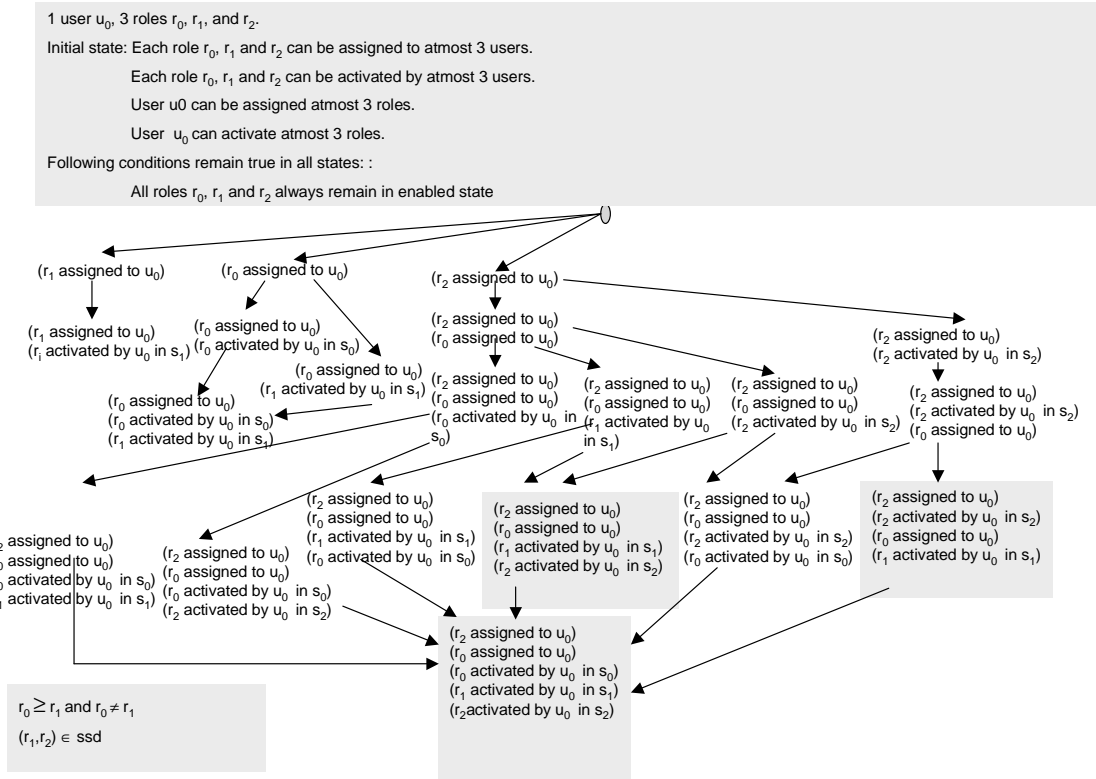 1 user u0, 3 roles r0, r1, and r2.
Initial state: Each role r0, r1 and r2 can be assigned to atmost 3 users.
Each role r0, r1 and r2 can be activated by atmost 3 users.
User u0 can be assigned atmost 3 roles.
User u0 can activate atmost 3 roles.
Following conditions remain true in all states: :
All roles r0, r1 and r2 always remain in enabled state
(r1 assigned to u0)
(r0 assigned to u0)
(r2 assigned to u0)
(r1 assigned to u0)
(ri activated by u0 in s1)
(r0 assigned to u0)
(r0 activated by u0 in s0)
(r2 assigned to u0)
(r0 assigned to u0)
(r2 assigned to u0)
(r2 activated by u0 in s2)
(r0 assigned to u0)
(r1 activated by u0 in s1)
(r0 assigned to u0)
(r0 activated by u0 in s0)
(r1 activated by u0 in s1)
(r2 assigned to u0)
(r0 assigned to u0)
(r0 activated by u0 in
s0)
(r2 assigned to u0)
(r0 assigned to u0)
(r1 activated by u0
in s1)
(r2 assigned to u0)
(r0 assigned to u0)
(r2 activated by u0 in s2)
(r2 assigned to u0)
(r2 activated by u0 in s2)
(r0 assigned to u0)
2 assigned to u0)
0 assigned to u0)
0 activated by u0 in s0)
1 activated by u0 in s1)
(r2 assigned to u0)
(r0 assigned to u0)
(r0 activated by u0 in s0)
(r2 activated by u0 in s2)
(r2 assigned to u0)
(r0 assigned to u0)
(r1 activated by u0 in s1)
(r0 activated by u0 in s0)
(r2 assigned to u0)
(r0 assigned to u0)
(r1 activated by u0 in s1)
(r2 activated by u0 in s2)
(r2 assigned to u0)
(r0 assigned to u0)
(r2 activated by u0 in s2)
(r0 activated by u0 in s0)
(r2 assigned to u0)
(r2 activated by u0 in s2)
(r0 assigned to u0)
(r1 activated by u0 in s1)
(r2 assigned to u0)
(r0 assigned to u0)
(r0 activated by u0 in s0)
(r1 activated by u0 in s1)
(r2activated by u0 in s2)
r0 ≥ r1 and r0 ≠ r1
(r1,r2) ∈ ssd